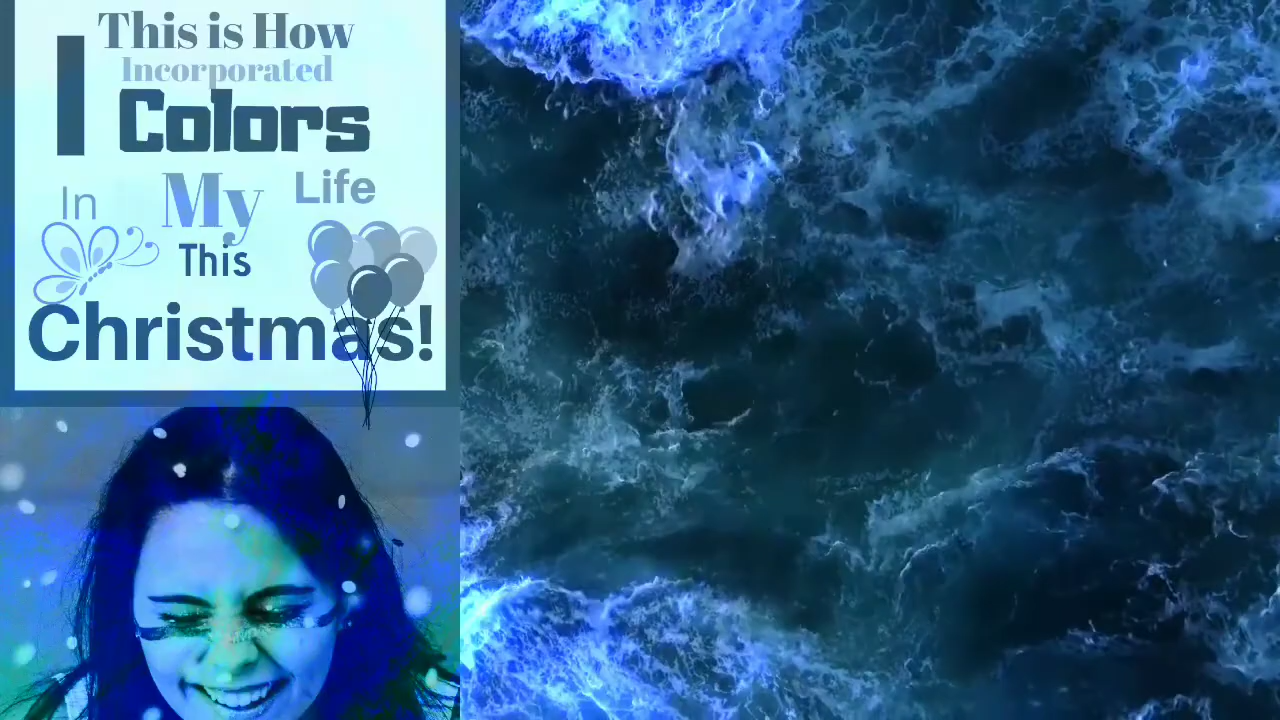 This is How
Incorporated
I Colors
In My Life
This
Christmas!